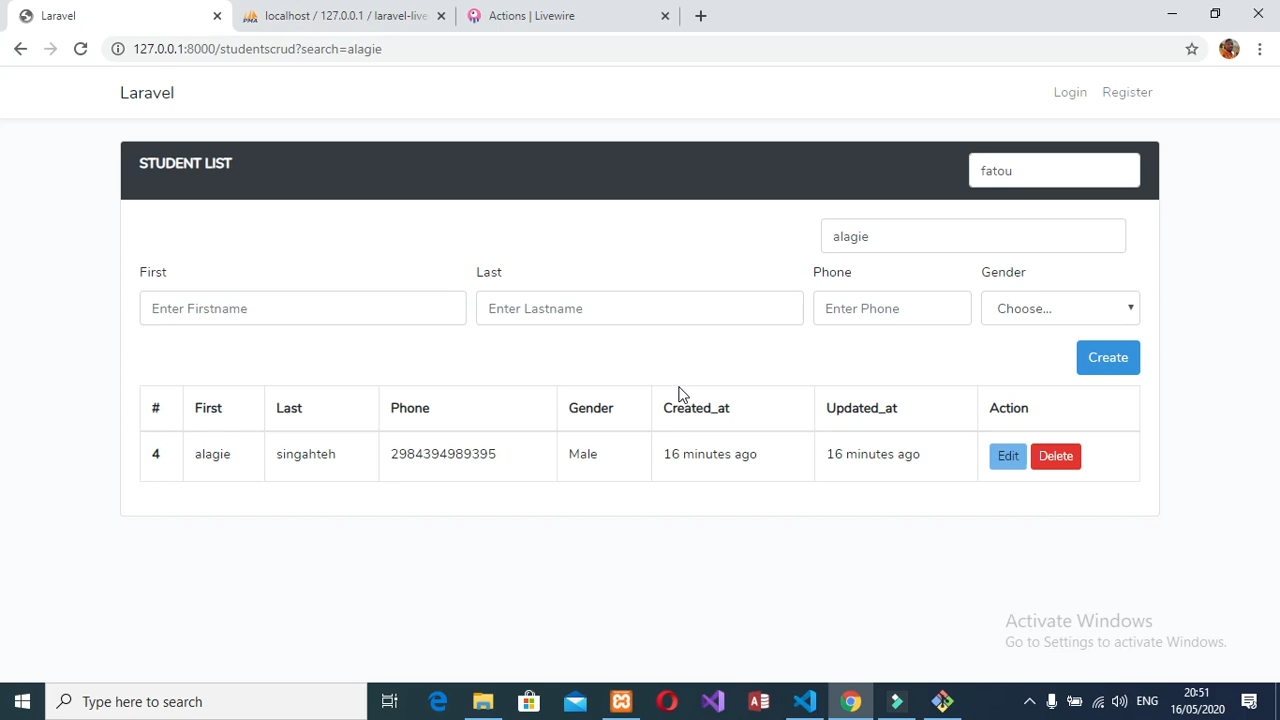 Laravel
localhost / 127.0.0.1 / laravel-live
Actions | Livewire
127.0.0.1:8000/studentscrud?search=alagie
Laravel
Login Register
STUDENT LIST
fatou
alagie
First Last Phone Gender
Enter Firstname Enter Lastname Enter Phone Choose...
Create
# First Last Phone Gender Created_at Updated_at Action
4 alagie singahteh 2984394989395 Male 16 minutes ago 16 minutes ago Edit Delete
Activate Windows
Go to Settings to activate Windows.
Type here to search
ENG
20:51
16/05/2020